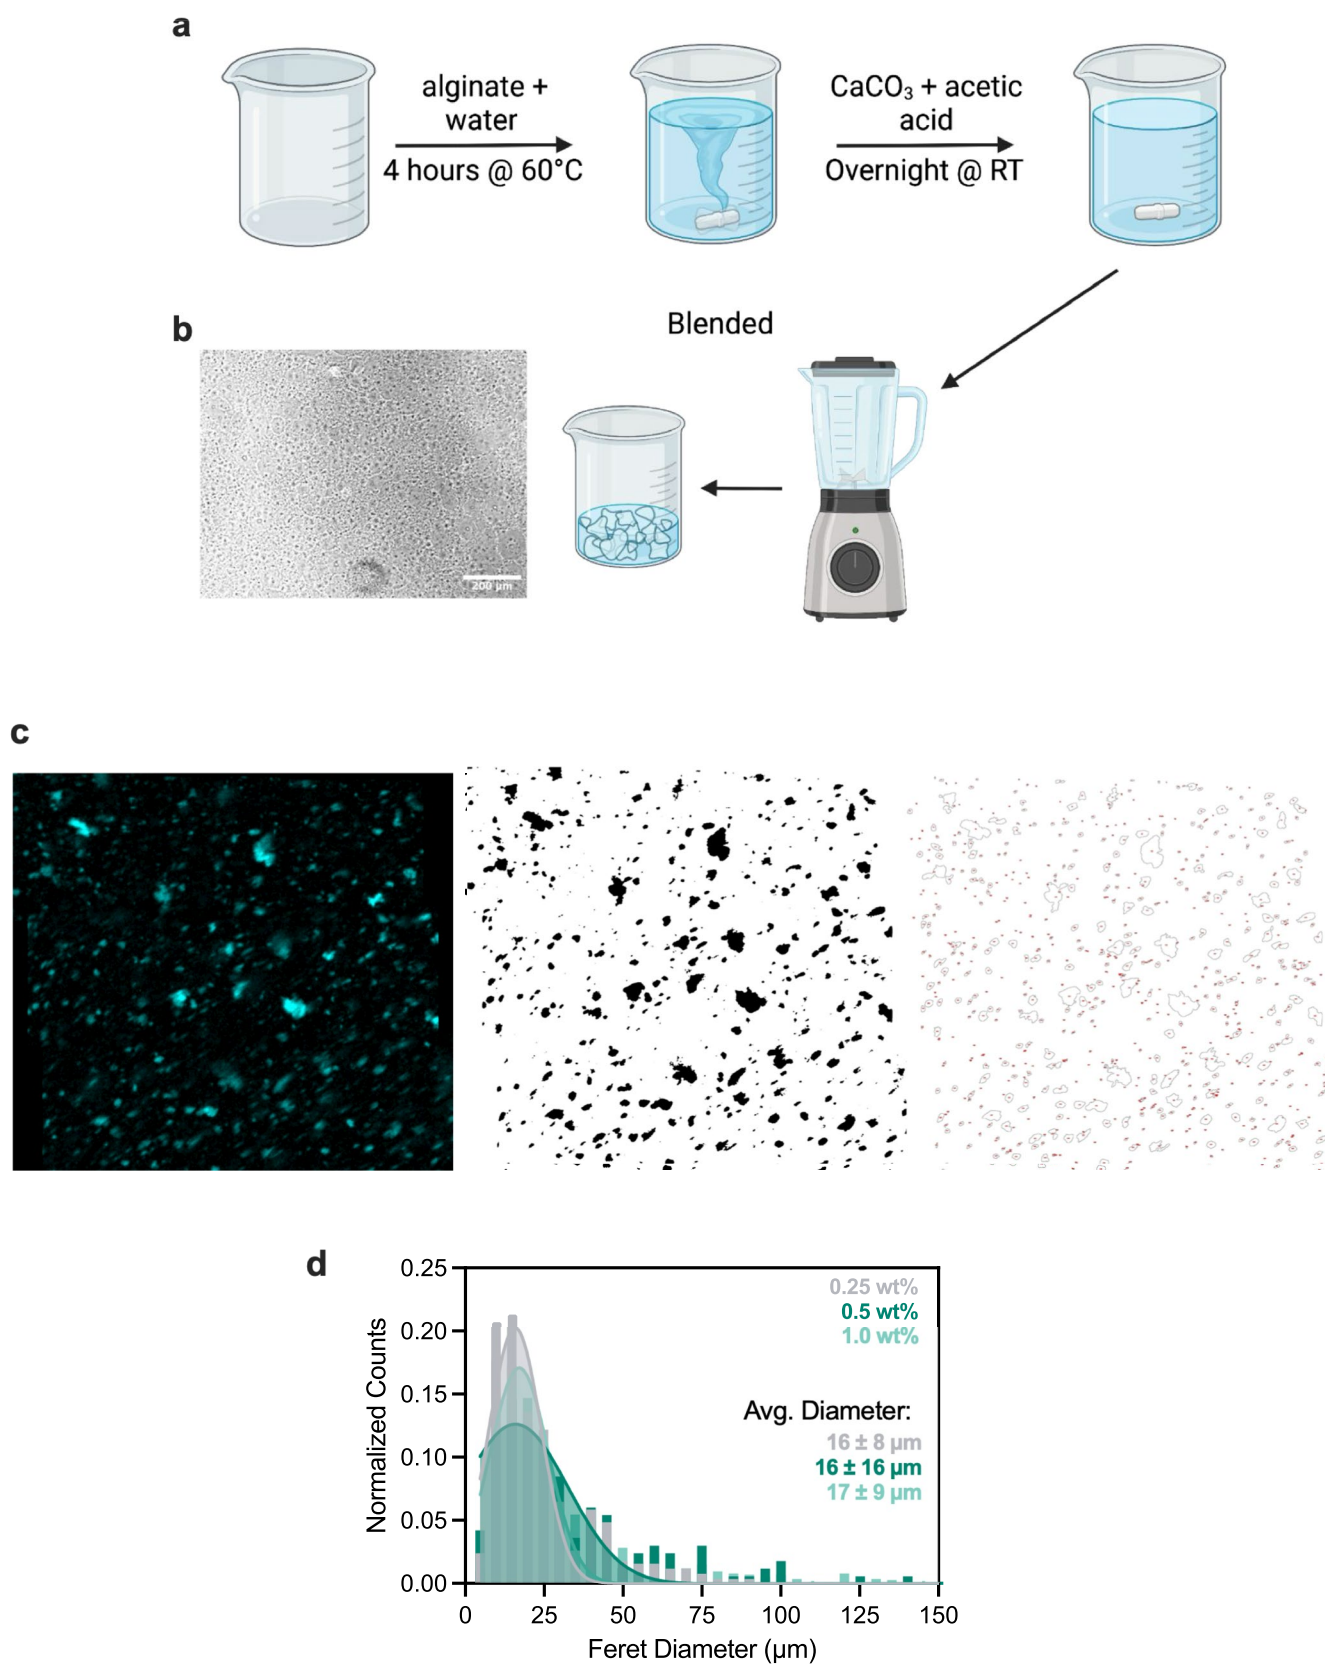 a
alginate +
water
4 hours @ 60°C
CaCO₃ + acetic
acid
Overnight @ RT
b
Blended
200 µm
c
d
0.25
0.20
0.15
0.10
0.05
0.00
Normalized Counts
0.25 wt%
0.5 wt%
1.0 wt%
Avg. Diameter:
16 ± 8 µm
16 ± 16 µm
17 ± 9 µm
0 25 50 75 100 125 150
Feret Diameter (µm)